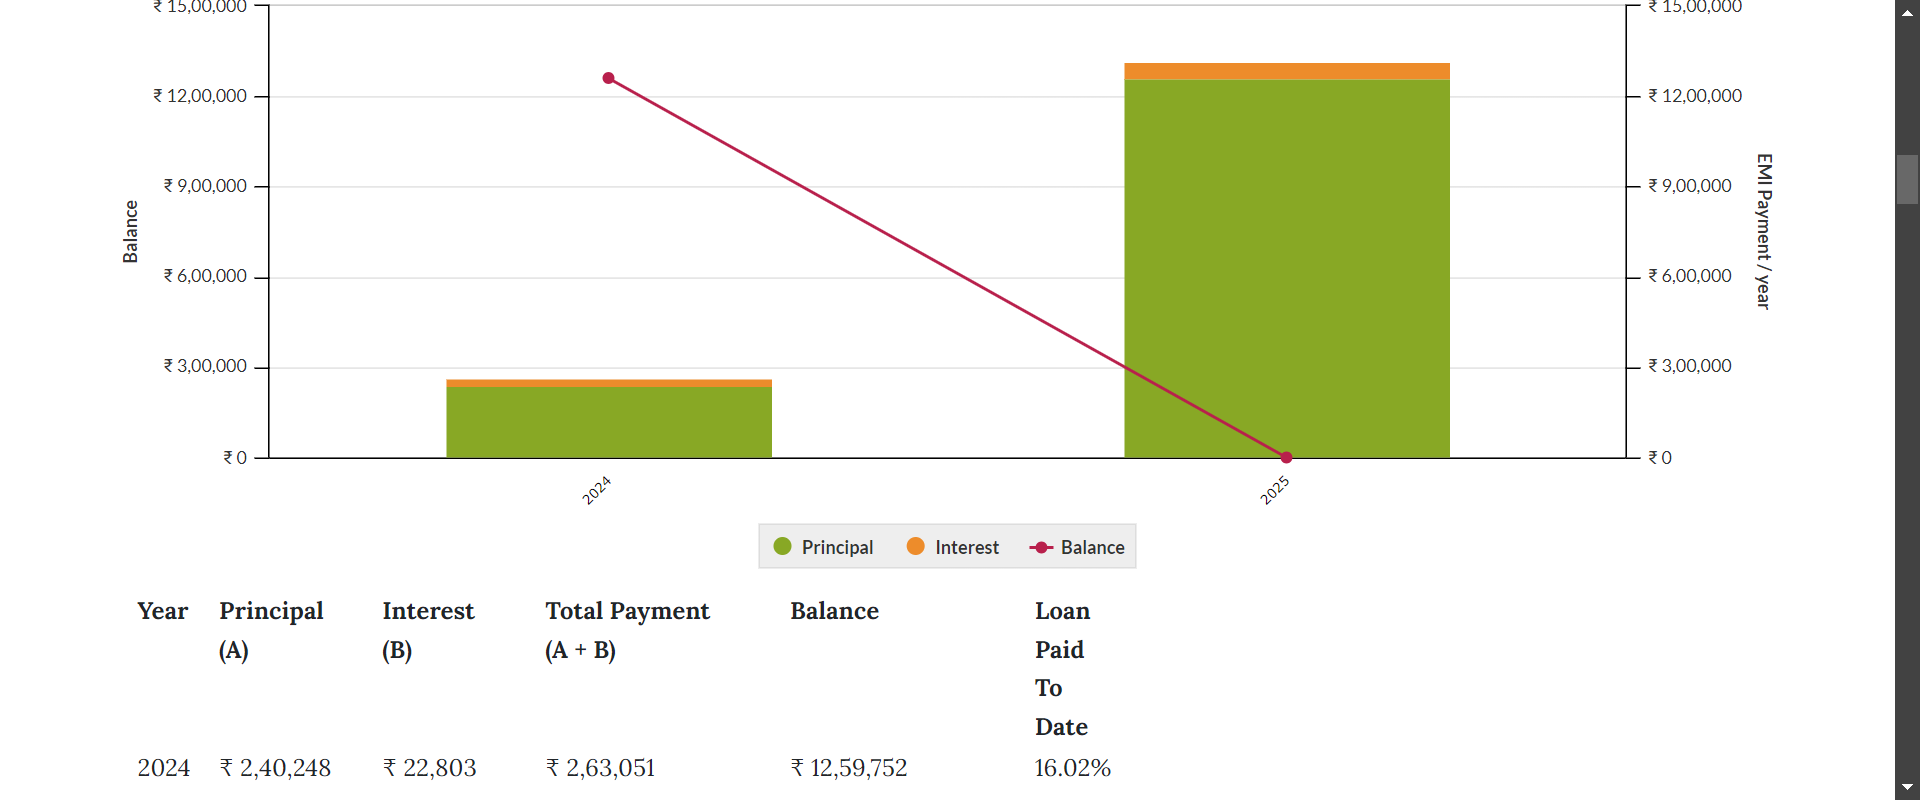 ₹ 15,00,000
₹ 15,00,000
₹ 12,00,000
₹ 12,00,000
₹ 9,00,000
₹ 9,00,000
₹ 6,00,000
₹ 6,00,000
₹ 3,00,000
₹ 3,00,000
₹ 0
₹ 0
Balance
EMI Payment / year
2024
2025
Principal Interest Balance
Year Principal Interest Total Payment Balance Loan
(A) (B) (A + B) Paid
To
Date
2024 ₹ 2,40,248 ₹ 22,803 ₹ 2,63,051 ₹ 12,59,752 16.02%